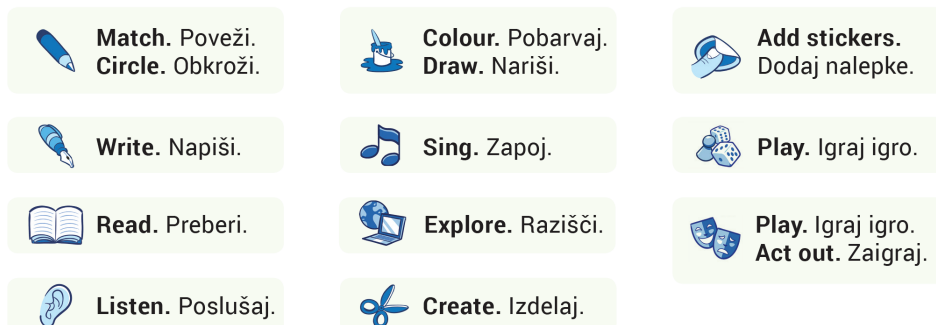 Match. Poveži.
Circle. Obkroži.
Write. Napiši.
Read. Preberi.
Listen. Poslušaj.
Colour. Pobarvaj.
Draw. Nariši.
Sing. Zapoj.
Explore. Razišči.
Create. Izdelaj.
Add stickers.
Dodaj nalepke.
Play. Igraj igro.
Play. Igraj igro.
Act out. Zaigraj.